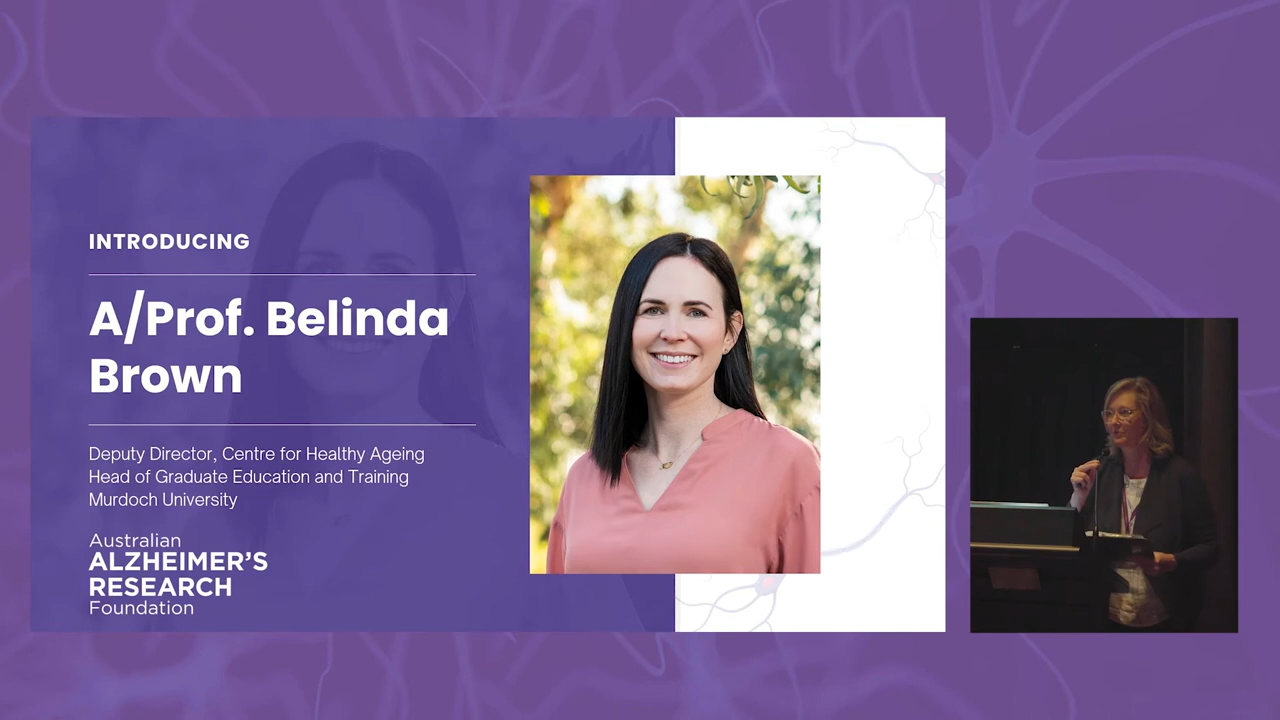 INTRODUCING
A/Prof. Belinda
Brown
Deputy Director, Centre for Healthy Ageing
Head of Graduate Education and Training
Murdoch University
Australian
ALZHEIMER'S
RESEARCH
Foundation